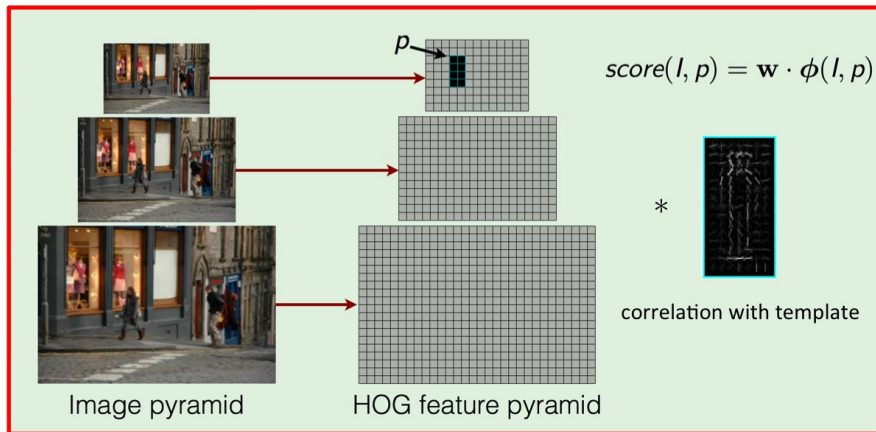 p
score(I, p) = w · ϕ(I, p)
*
correlation with template
Image pyramid
HOG feature pyramid